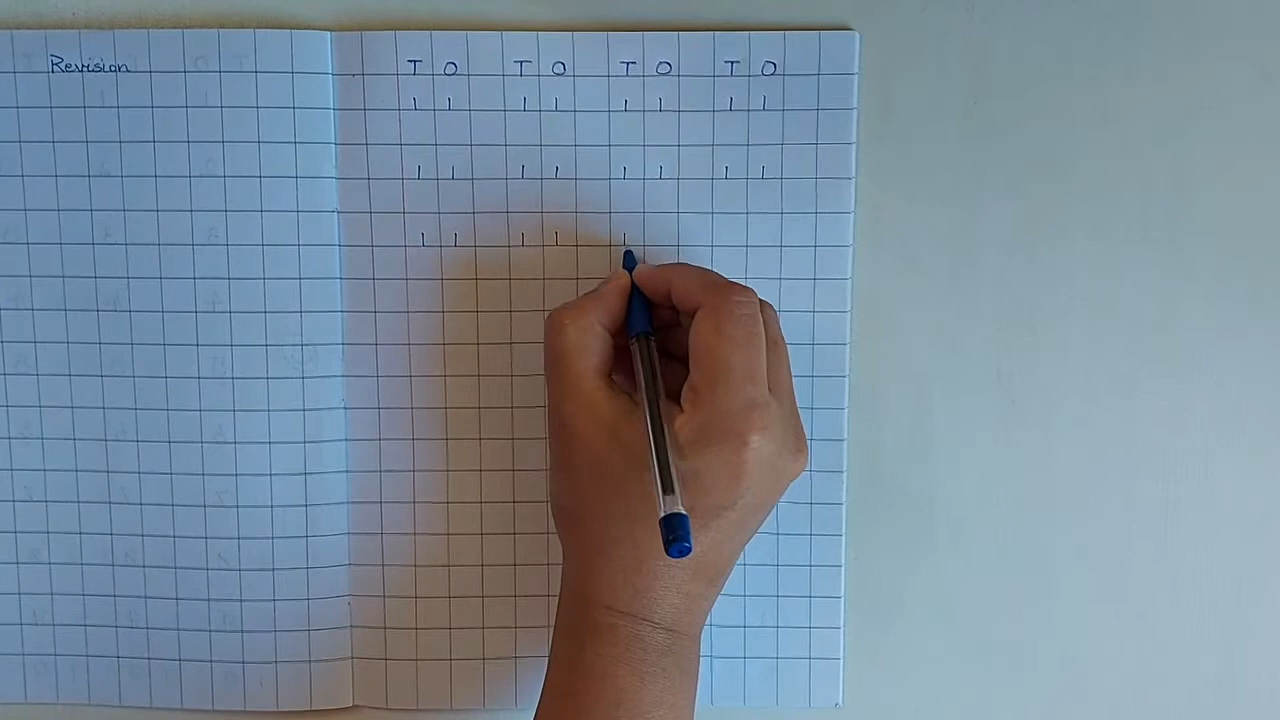 Revision
T O T O T O T O
1 1 1 1 1 1 1 1
1 1 1 1 1 1 1 1
1 1 1 1 1